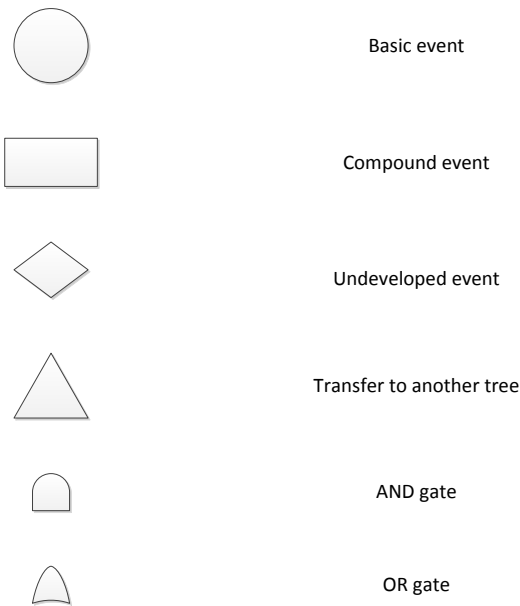 Basic event
Compound event
Undeveloped event
Transfer to another tree
AND gate
OR gate